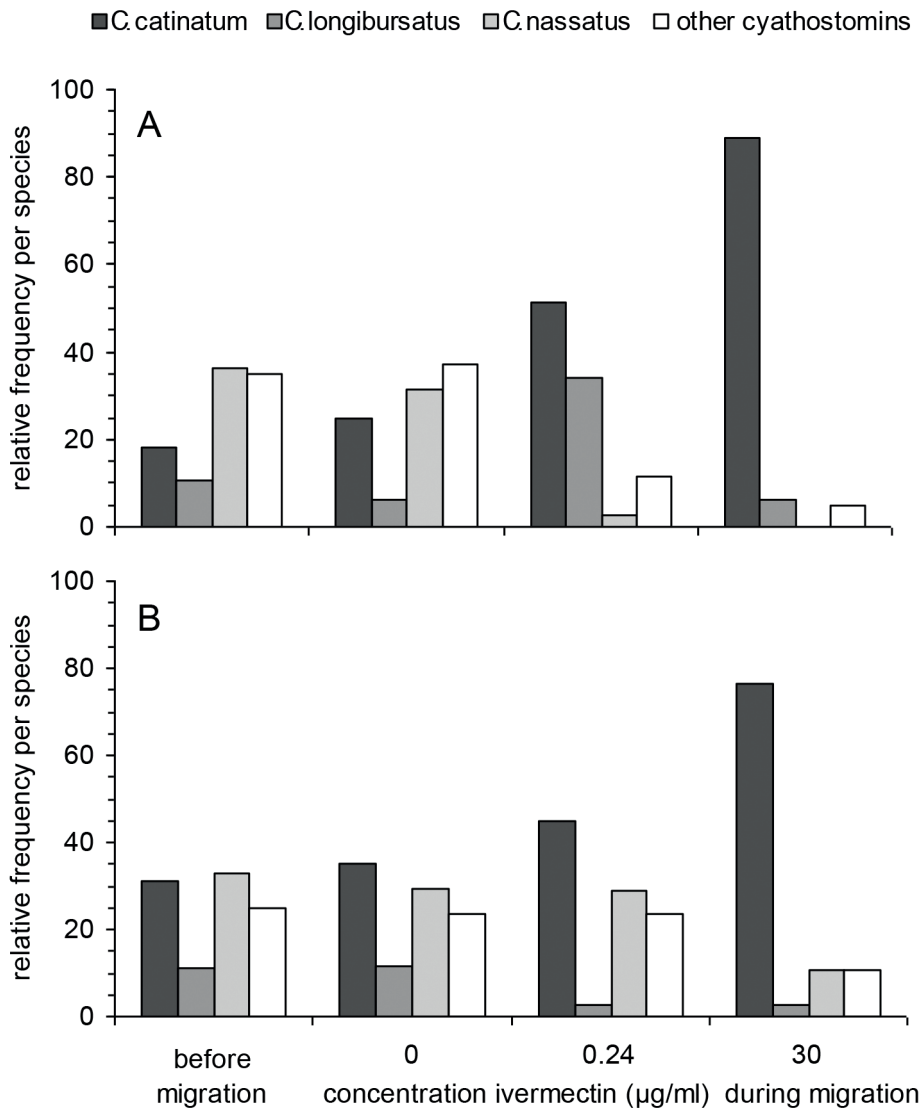 C.catinatum C.longibursatus C.nassatus other cyathostomins
A
relative frequency per species
100
80
60
40
20
0
B
relative frequency per species
100
80
60
40
20
0
before migration
0 0.24 30
concentration ivermectin (µg/ml) during migration